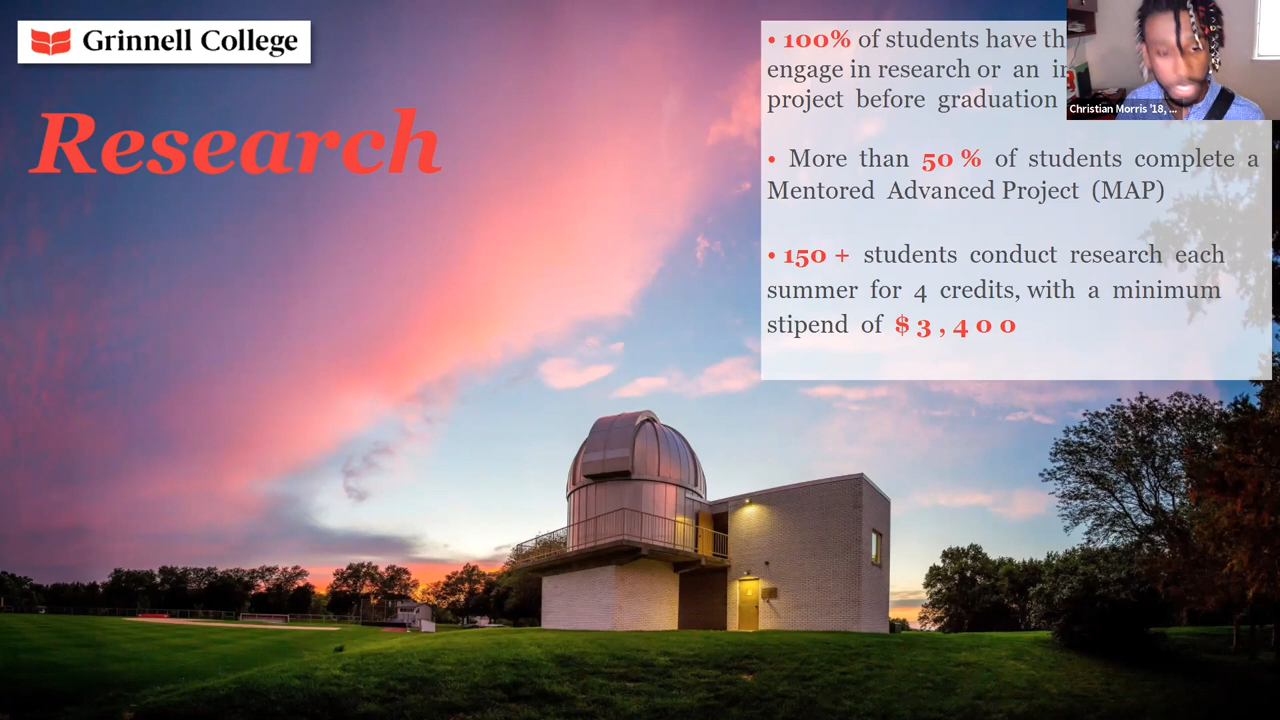 Grinnell College
Research
• 100% of students have th
engage in research or an
project before graduation
• More than 50 % of students complete a
Mentored Advanced Project (MAP)
• 150 + students conduct research each
summer for 4 credits, with a minimum
stipend of $3,400
Christian Morris '18, ...